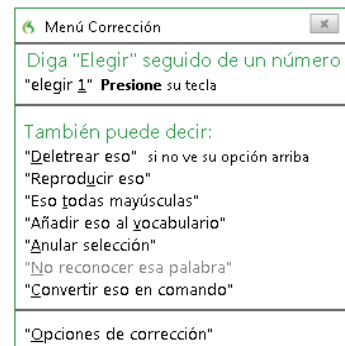 Menú Corrección
Diga "Elegir" seguido de un número
"elegir 1" Presione su tecla
También puede decir:
"Deletrear eso" si no ve su opción arriba
"Reproducir eso"
"Eso todas mayúsculas"
"Añadir eso al vocabulario"
"Anular selección"
"No reconocer esa palabra"
"Convertir eso en comando"
"Opciones de corrección"